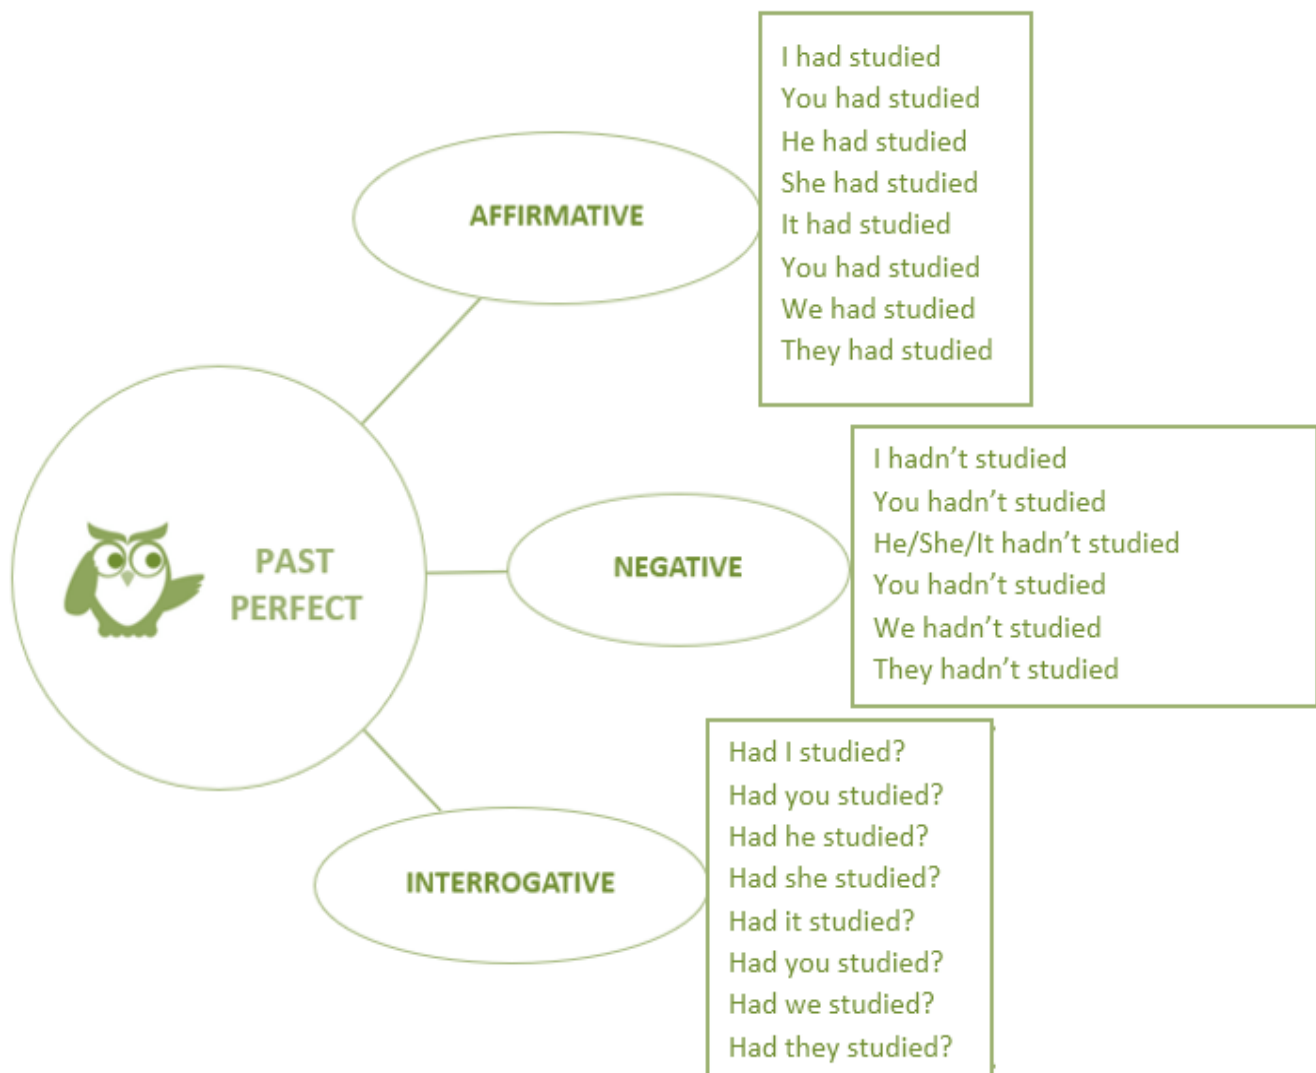 PAST
PERFECT
AFFIRMATIVE
I had studied
You had studied
He had studied
She had studied
It had studied
You had studied
We had studied
They had studied
NEGATIVE
I hadn’t studied
You hadn’t studied
He/She/It hadn’t studied
You hadn’t studied
We hadn’t studied
They hadn’t studied
INTERROGATIVE
Had I studied?
Had you studied?
Had he studied?
Had she studied?
Had it studied?
Had you studied?
Had we studied?
Had they studied?